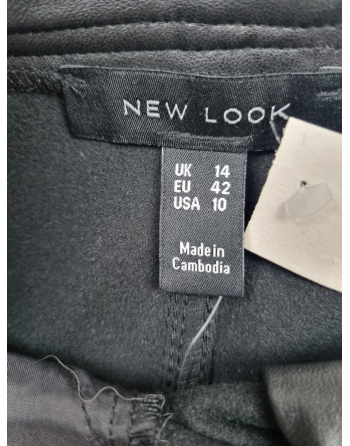 NEW LOOK
UK 14
EU 42
USA 10
Made in
Cambodia